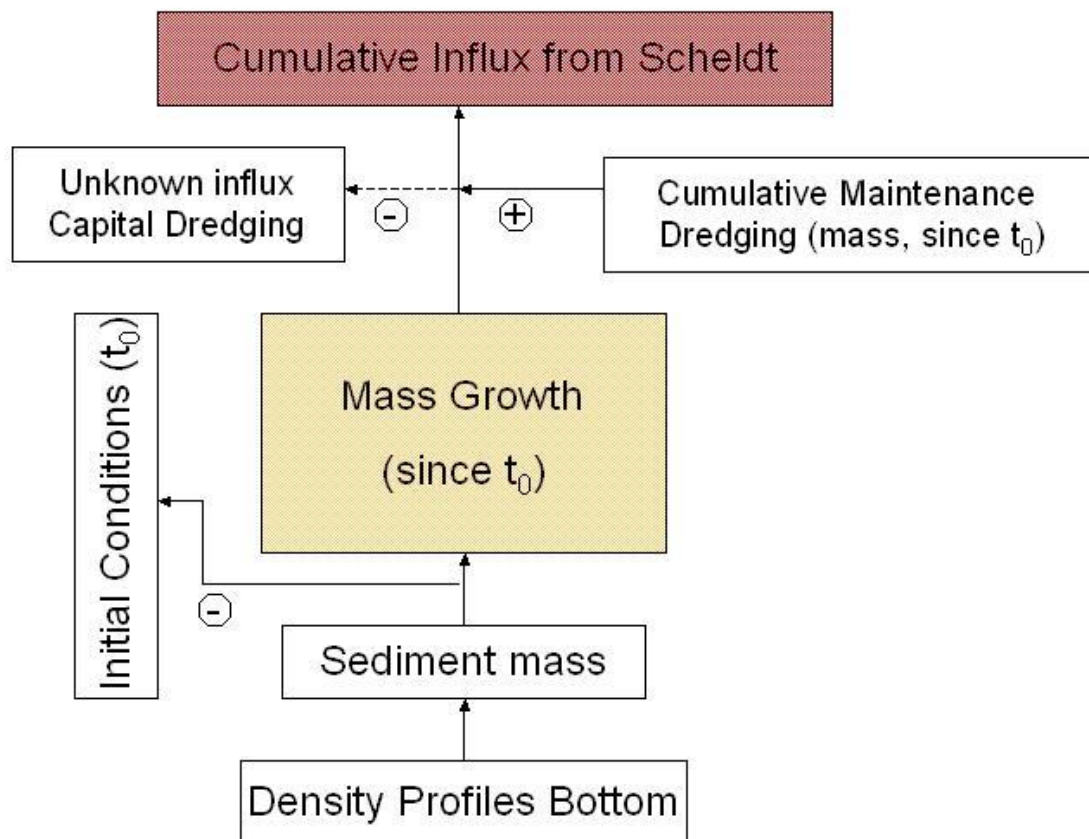 Cumulative Influx from Scheldt
Unknown influx
Capital Dredging
-
+
Cumulative Maintenance
Dredging (mass, since t₀)
Initial Conditions (t₀)
Mass Growth
(since t₀)
-
Sediment mass
Density Profiles Bottom